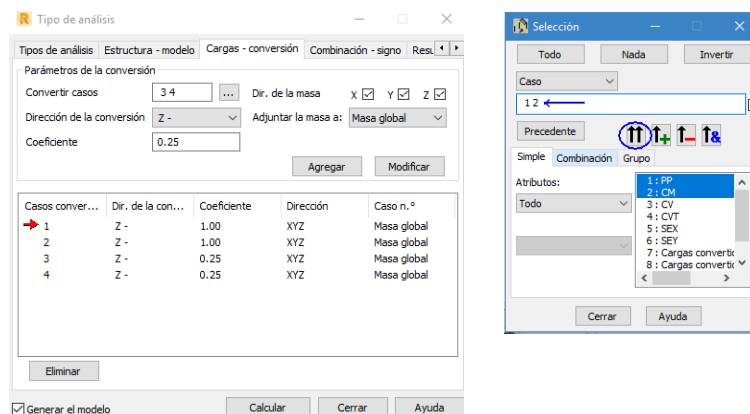 Tipo de análisis
Tipos de análisis Estructura - modelo Cargas - conversión Combinación - signo Resu
Parámetros de la conversión
Convertir casos 3 4 ... Dir. de la masa X Y Z
Dirección de la conversión Z - Adjuntar la masa a: Masa global
Coeficiente 0.25
Agregar Modificar
Casos conver... Dir. de la con... Coeficiente Dirección Caso n.º
1 Z - 1.00 XYZ Masa global
2 Z - 1.00 XYZ Masa global
3 Z - 0.25 XYZ Masa global
4 Z - 0.25 XYZ Masa global
Eliminar
Generar el modelo Calcular Cerrar Ayuda
Selección
Todo Nada Invertir
Caso
1 2
Precedente
Simple Combinación Grupo
Atributos:
Todo
1 : PP
2 : CM
3 : CV
4 : CVT
5 : SEX
6 : SEY
7 : Cargas convertic
8 : Cargas convertic
Cerrar Ayuda